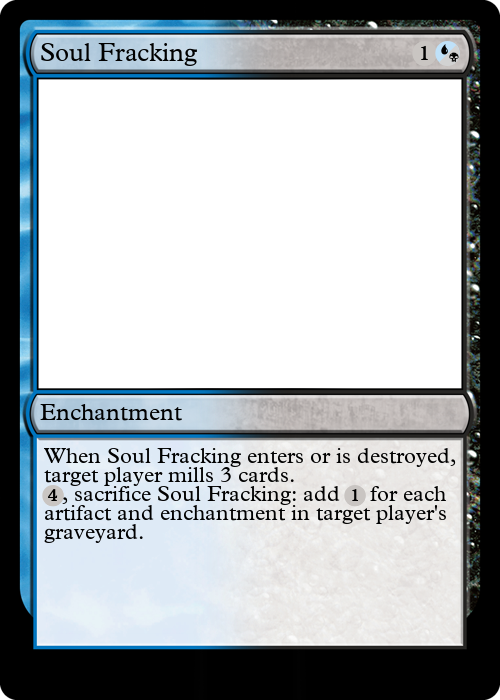 Soul Fracking 1
Enchantment
When Soul Fracking enters or is destroyed,
target player mills 3 cards.
4, sacrifice Soul Fracking: add 1 for each
artifact and enchantment in target player's
graveyard.